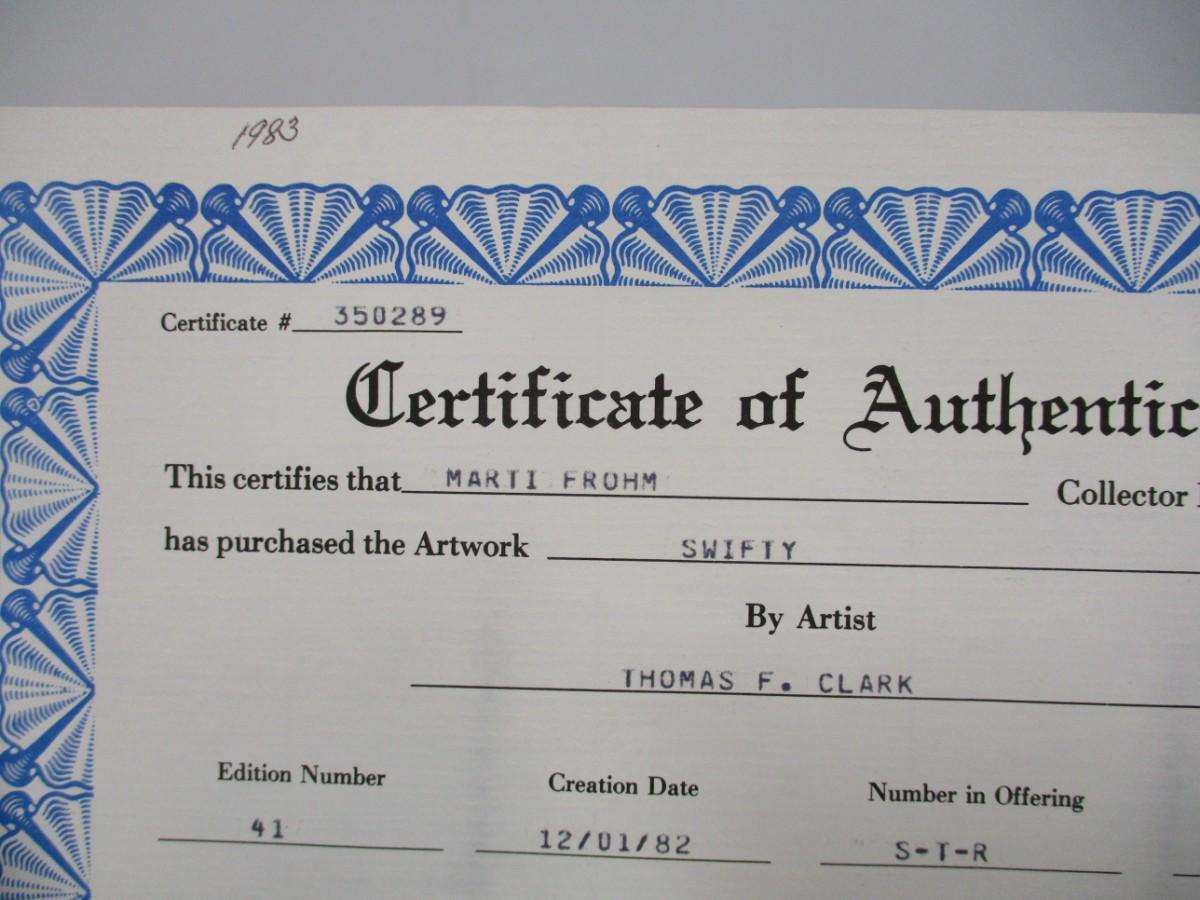 1983
Certificate # 350289
Certificate of Authentic
This certifies that MARTI FROHM Collector
has purchased the Artwork SWIFTY
By Artist
THOMAS F. CLARK
Edition Number Creation Date Number in Offering
41 12/01/82 S-T-R